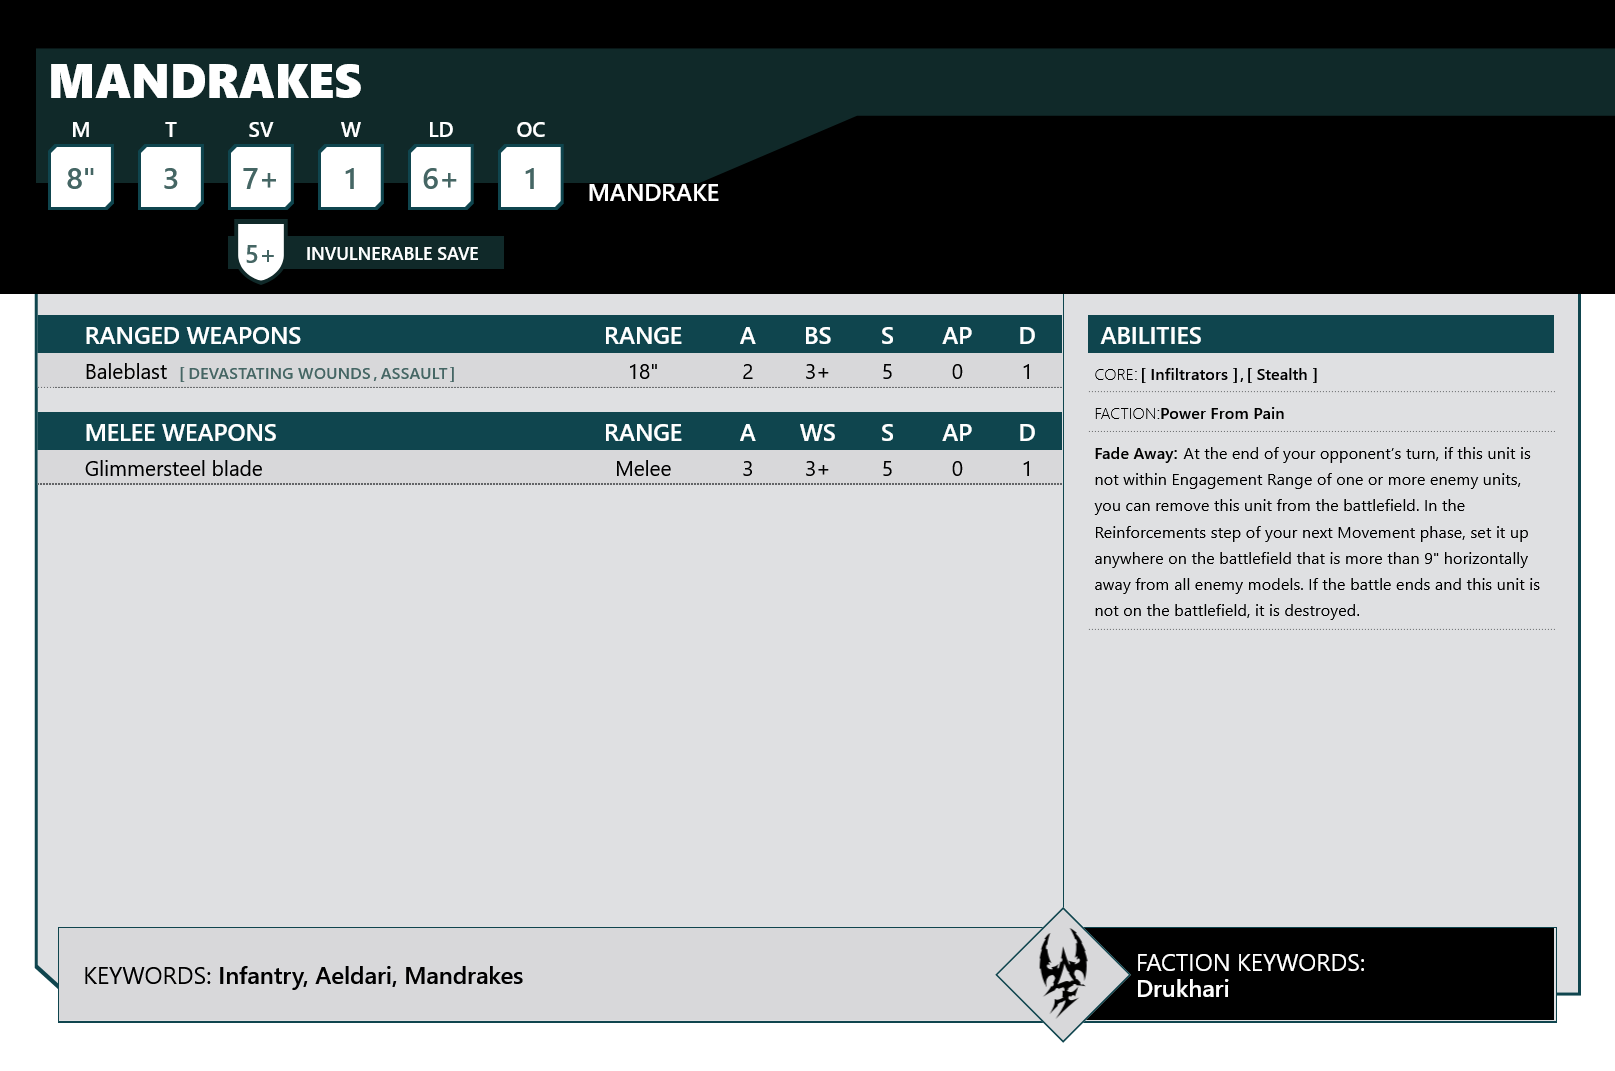 MANDRAKES
M T SV W LD OC
8" 3 7+ 1 6+ 1 MANDRAKE
5+ INVULNERABLE SAVE
RANGED WEAPONS RANGE A BS S AP D
Baleblast [ DEVASTATING WOUNDS , ASSAULT ] 18" 2 3+ 5 0 1
MELEE WEAPONS RANGE A WS S AP D
Glimmersteel blade Melee 3 3+ 5 0 1
ABILITIES
CORE: [ Infiltrators ] , [ Stealth ]
FACTION:Power From Pain
Fade Away: At the end of your opponent’s turn, if this unit is
not within Engagement Range of one or more enemy units,
you can remove this unit from the battlefield. In the
Reinforcements step of your next Movement phase, set it up
anywhere on the battlefield that is more than 9" horizontally
away from all enemy models. If the battle ends and this unit is
not on the battlefield, it is destroyed.
KEYWORDS: Infantry, Aeldari, Mandrakes
FACTION KEYWORDS:
Drukhari